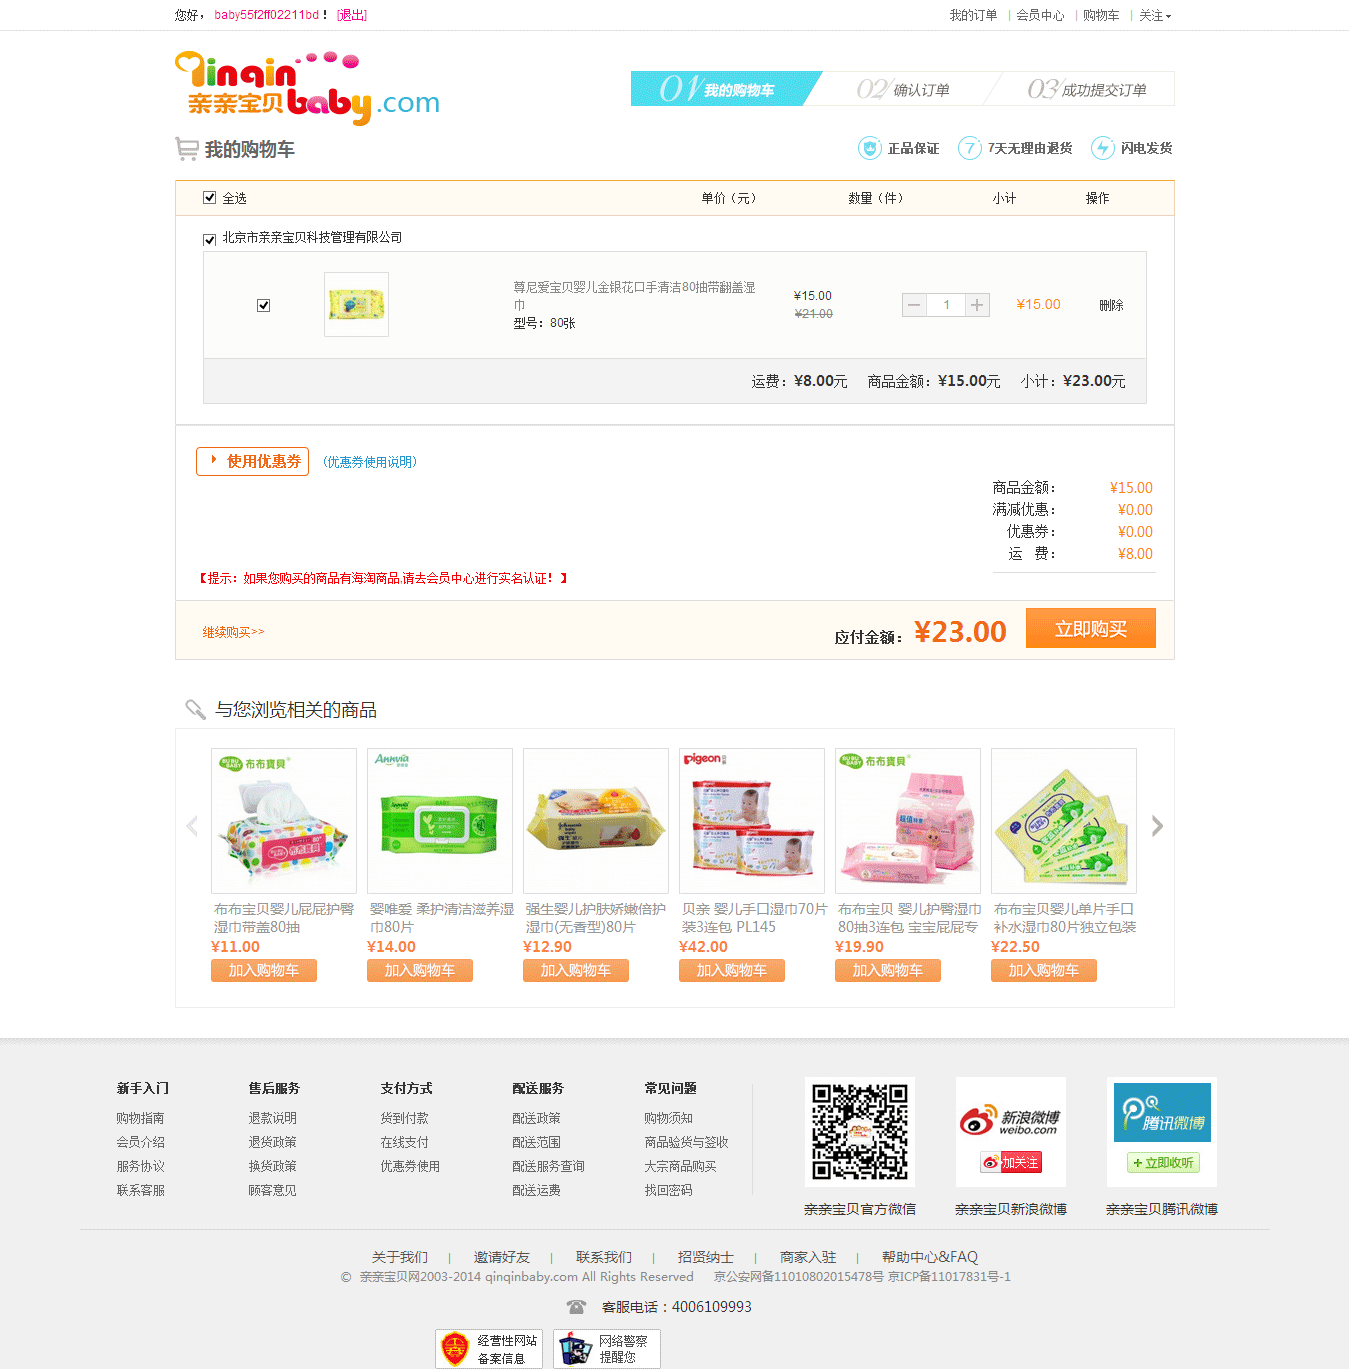 您好， baby55f2ff02211bd！ [退出]
我的订单 | 会员中心 | 购物车 | 关注
qinqin
亲亲宝贝baby.com
01 我的购物车 02 确认订单 03 成功提交订单
我的购物车
正品保证 7 7天无理由退货 闪电发货
全选 单价（元） 数量（件） 小计 操作
北京市亲亲宝贝科技管理有限公司
尊尼爱宝贝婴儿金银花口手清洁80抽带翻盖湿
巾
型号：80张
¥15.00
¥21.00
1
¥15.00
删除
运费：¥8.00元 商品金额：¥15.00元 小计：¥23.00元
使用优惠券 （优惠券使用说明）
商品金额： ¥15.00
满减优惠： ¥0.00
优惠券： ¥0.00
运 费： ¥8.00
【提示：如果您购买的商品有海淘商品,请去会员中心进行实名认证！】
继续购买>>
应付金额：¥23.00 立即购买
与您浏览相关的商品
布布寶貝
布布宝贝婴儿屁屁护臀
湿巾带盖80抽
¥11.00
加入购物车
Annvia
婴唯爱 柔护清洁滋养湿
巾80片
¥14.00
加入购物车
强生婴儿护肤娇嫩倍护
湿巾(无香型)80片
¥12.90
加入购物车
Pigeon
贝亲 婴儿手口湿巾70片
装3连包 PL145
¥42.00
加入购物车
布布寶貝
布布宝贝 婴儿护臀湿巾
80抽3连包 宝宝屁屁专
¥19.90
加入购物车
布布宝贝婴儿单片手口
补水湿巾80片独立包装
¥22.50
加入购物车
新手入门
购物指南
会员介绍
服务协议
联系客服
售后服务
退款说明
退货政策
换货政策
顾客意见
支付方式
货到付款
在线支付
优惠券使用
配送服务
配送政策
配送范围
配送服务查询
配送运费
常见问题
购物须知
商品验货与签收
大宗商品购买
找回密码
亲亲宝贝官方微信
新浪微博
weibo.com
加关注
亲亲宝贝新浪微博
腾讯微博
+立即收听
亲亲宝贝腾讯微博
关于我们 | 邀请好友 | 联系我们 | 招贤纳士 | 商家入驻 | 帮助中心&FAQ
© 亲亲宝贝网2003-2014 qinqinbaby.com All Rights Reserved 京公安网备11010802015478号 京ICP备11017831号-1
客服电话：4006109993
经营性网站
备案信息
网络警察
提醒您